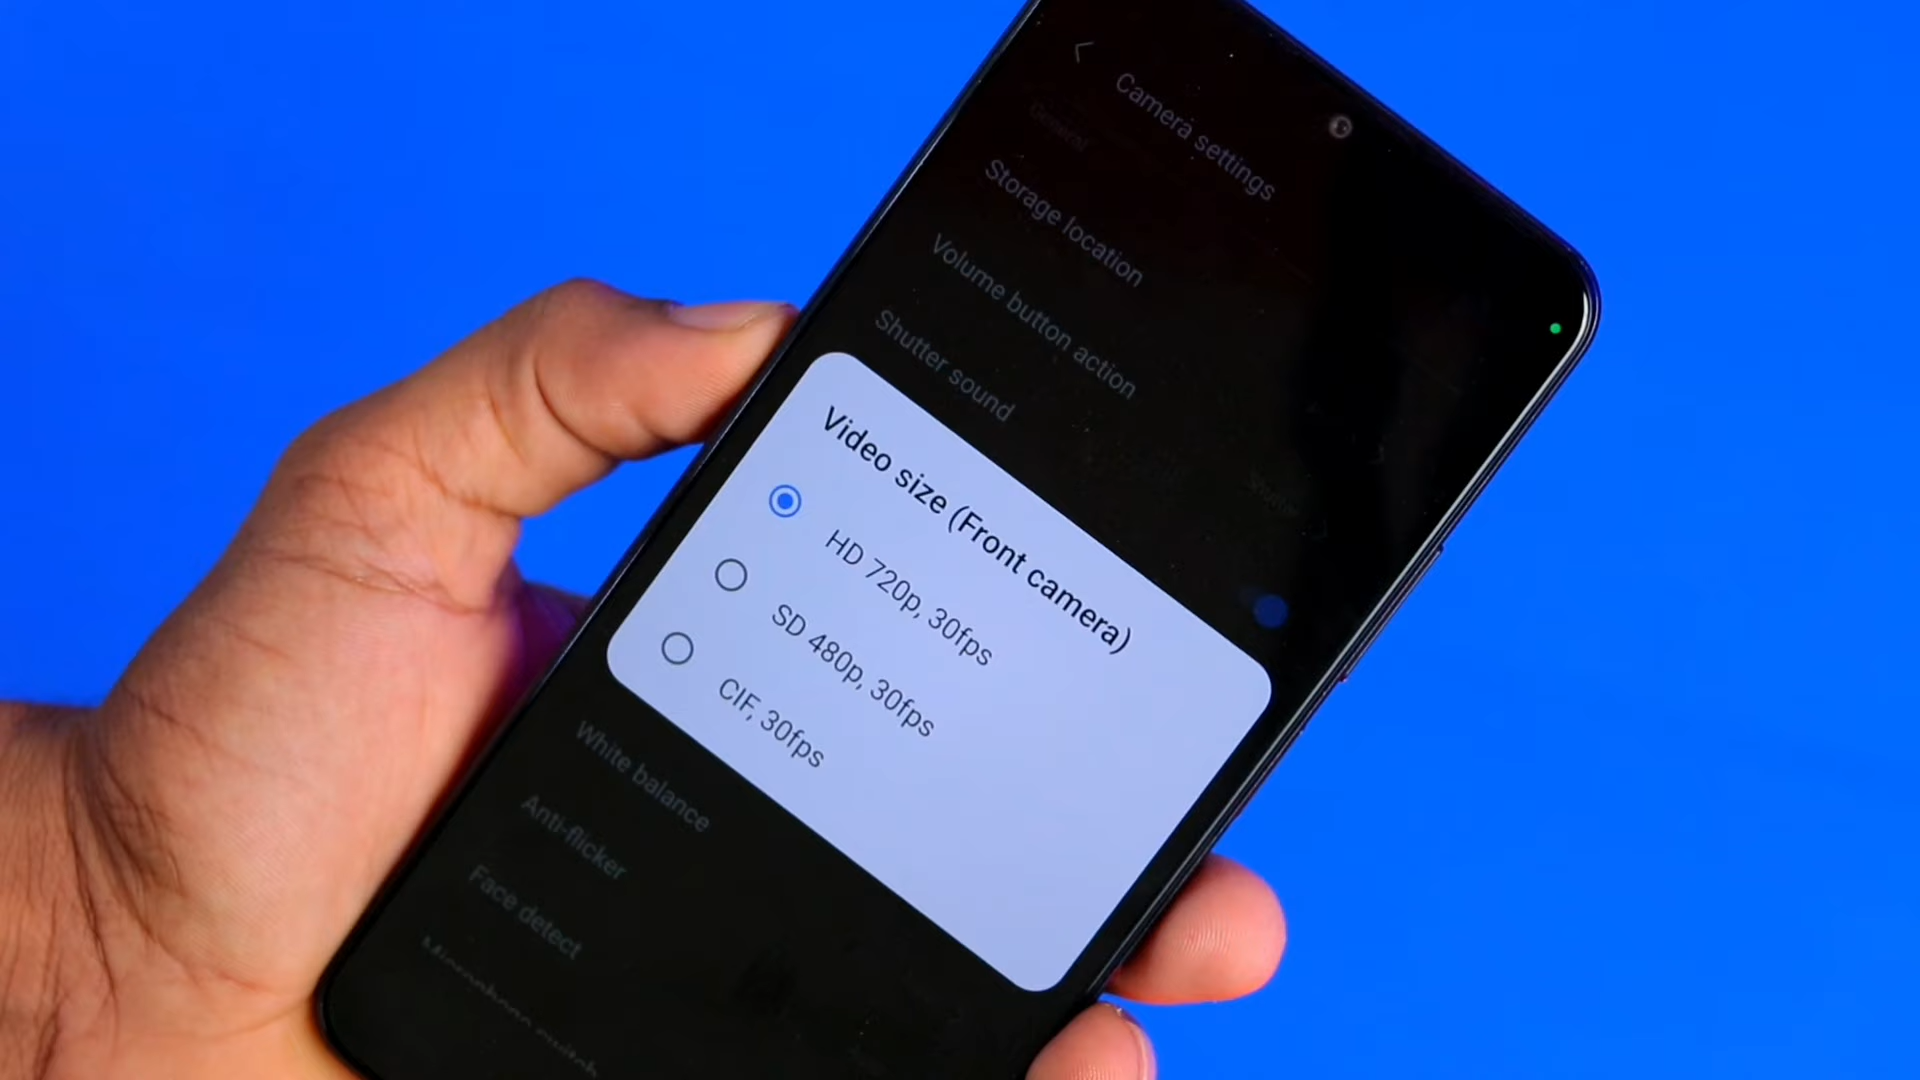 Camera settings
General
Storage location
Volume button action
Shutter sound
Video size (Front camera)
HD 720p, 30fps
SD 480p, 30fps
CIF, 30fps
White balance
Anti-flicker
Face detect